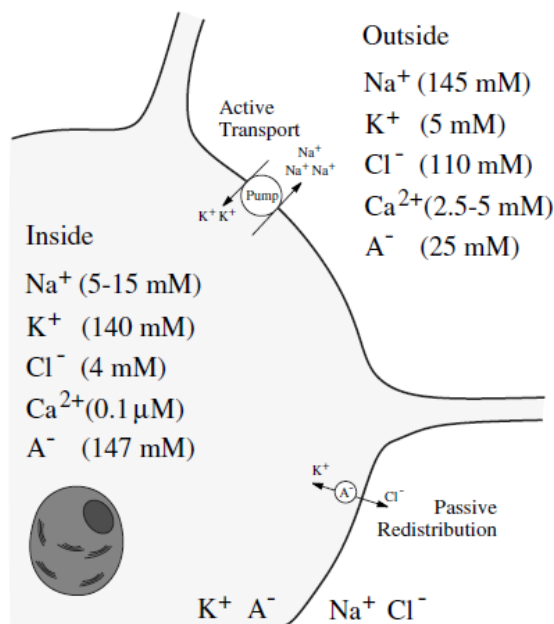 Outside
Na⁺ (145 mM)
K⁺ (5 mM)
Cl⁻ (110 mM)
Ca²⁺(2.5-5 mM)
A⁻ (25 mM)
Active
Transport
Na⁺
Na⁺ Na⁺
Pump
K⁺ K⁺
Inside
Na⁺ (5-15 mM)
K⁺ (140 mM)
Cl⁻ (4 mM)
Ca²⁺(0.1 μM)
A⁻ (147 mM)
K⁺
A⁻
Cl⁻
Passive
Redistribution
K⁺ A⁻ Na⁺ Cl⁻